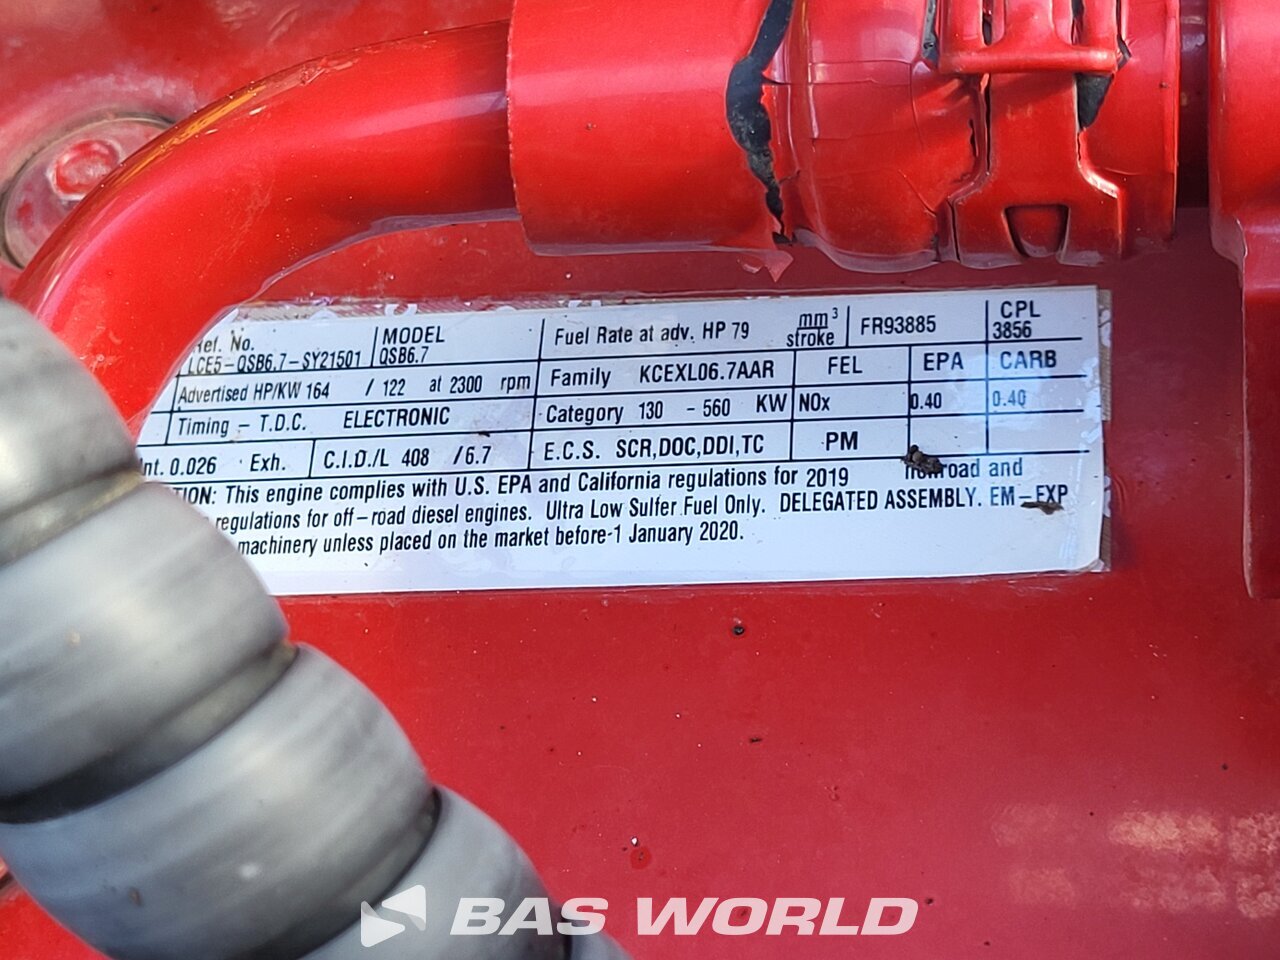 Ref. No.
LCE5-QSB6.7-SY21501
MODEL
QSB6.7
Fuel Rate at adv. HP 79 mm³ stroke
FR93885
CPL
3856
Advertised HP/KW 164 / 122 at 2300 rpm
Family KCEXL06.7AAR
FEL EPA CARB
Timing - T.D.C. ELECTRONIC
Category 130 - 560 KW
NOx 0.40 0.40
Int. 0.026 Exh.
C.I.D./L 408 / 6.7
E.C.S. SCR,DOC,DDI,TC
PM
This engine complies with U.S. EPA and California regulations for 2019 nonroad and
regulations for off-road diesel engines. Ultra Low Sulfer Fuel Only. DELEGATED ASSEMBLY. EM-EXP
machinery unless placed on the market before-1 January 2020.
BAS WORLD